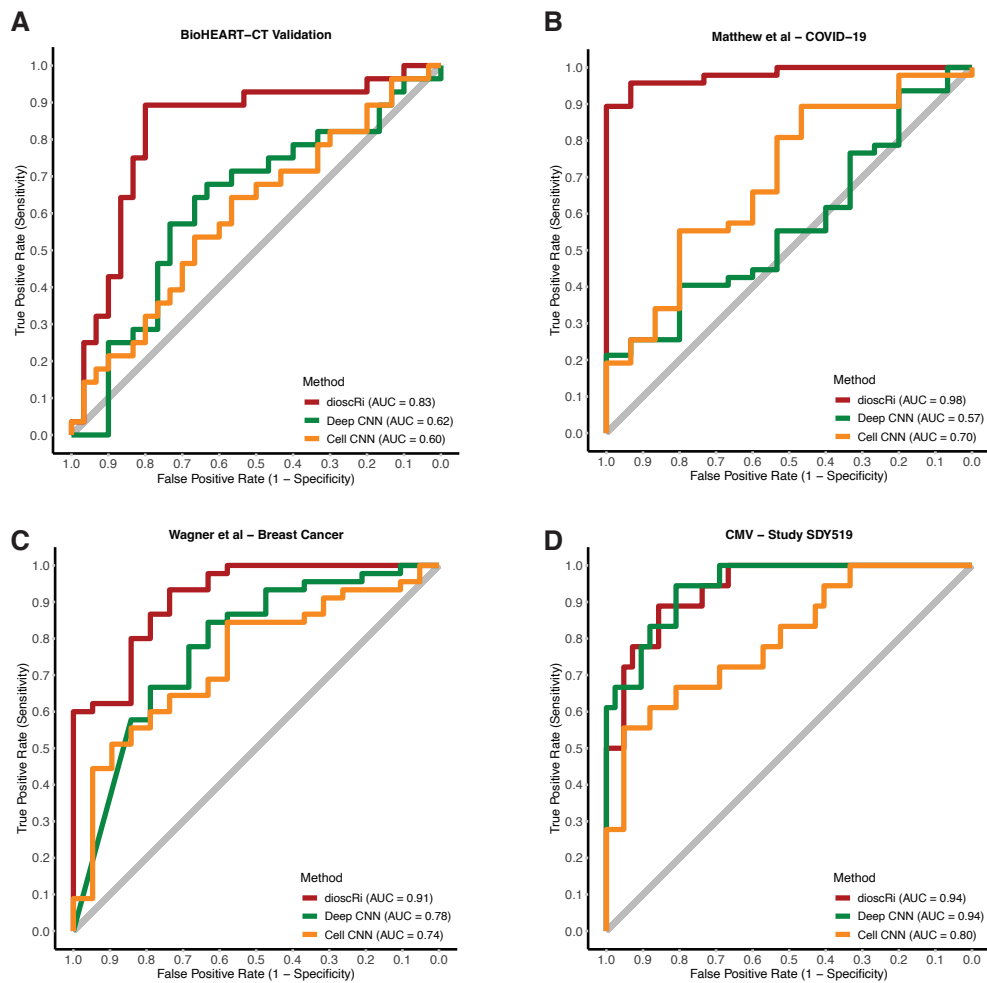 A
BioHEART–CT Validation
True Positive Rate (Sensitivity)
1.0
0.9
0.8
0.7
0.6
0.5
0.4
0.3
0.2
0.1
0.0
Method
dioscRi (AUC = 0.83)
Deep CNN (AUC = 0.62)
Cell CNN (AUC = 0.60)
1.0 0.9 0.8 0.7 0.6 0.5 0.4 0.3 0.2 0.1 0.0
False Positive Rate (1 − Specificity)
B
Matthew et al – COVID–19
True Positive Rate (Sensitivity)
1.0
0.9
0.8
0.7
0.6
0.5
0.4
0.3
0.2
0.1
0.0
Method
dioscRi (AUC = 0.98)
Deep CNN (AUC = 0.57)
Cell CNN (AUC = 0.70)
1.0 0.9 0.8 0.7 0.6 0.5 0.4 0.3 0.2 0.1 0.0
False Positive Rate (1 − Specificity)
C
Wagner et al – Breast Cancer
True Positive Rate (Sensitivity)
1.0
0.9
0.8
0.7
0.6
0.5
0.4
0.3
0.2
0.1
0.0
Method
dioscRi (AUC = 0.91)
Deep CNN (AUC = 0.78)
Cell CNN (AUC = 0.74)
1.0 0.9 0.8 0.7 0.6 0.5 0.4 0.3 0.2 0.1 0.0
False Positive Rate (1 − Specificity)
D
CMV – Study SDY519
True Positive Rate (Sensitivity)
1.0
0.9
0.8
0.7
0.6
0.5
0.4
0.3
0.2
0.1
0.0
Method
dioscRi (AUC = 0.94)
Deep CNN (AUC = 0.94)
Cell CNN (AUC = 0.80)
1.0 0.9 0.8 0.7 0.6 0.5 0.4 0.3 0.2 0.1 0.0
False Positive Rate (1 − Specificity)